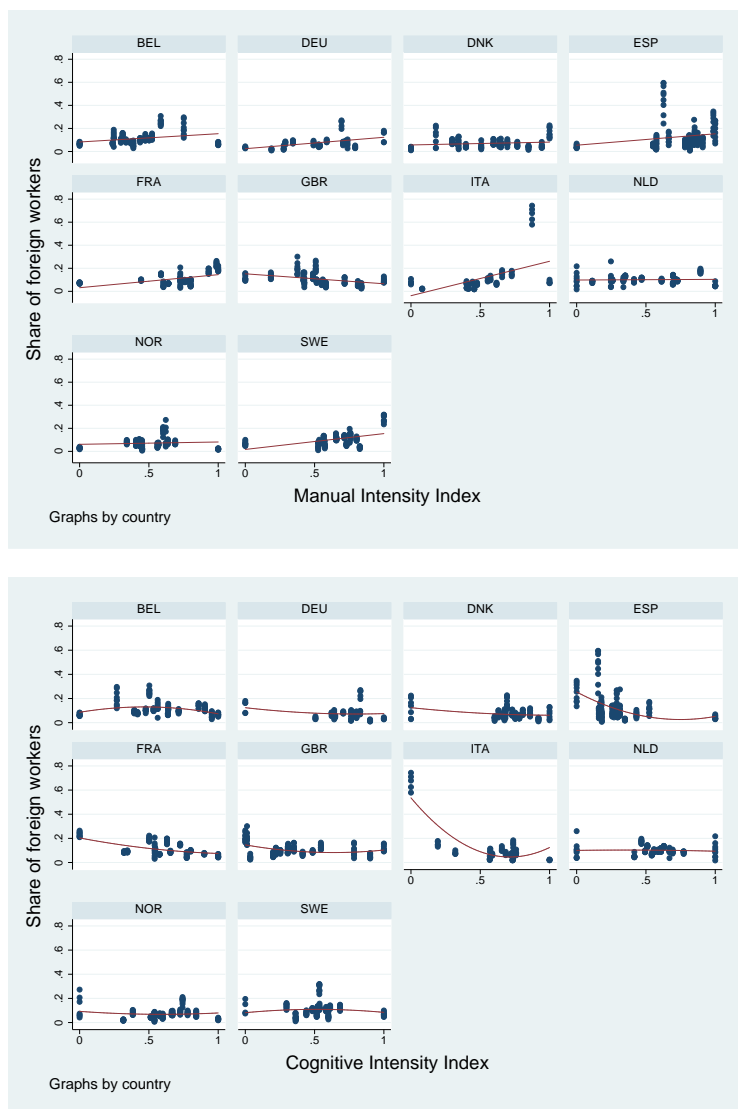 BEL DEU DNK ESP
0 .2 .4 .6 .8
FRA GBR ITA NLD
0 .2 .4 .6 .8
0 .5 1 0 .5 1
NOR SWE
0 .2 .4 .6 .8
0 .5 1 0 .5 1
Share of foreign workers
Manual Intensity Index
Graphs by country
BEL DEU DNK ESP
0 .2 .4 .6 .8
FRA GBR ITA NLD
0 .2 .4 .6 .8
0 .5 1 0 .5 1
NOR SWE
0 .2 .4 .6 .8
0 .5 1 0 .5 1
Share of foreign workers
Cognitive Intensity Index
Graphs by country